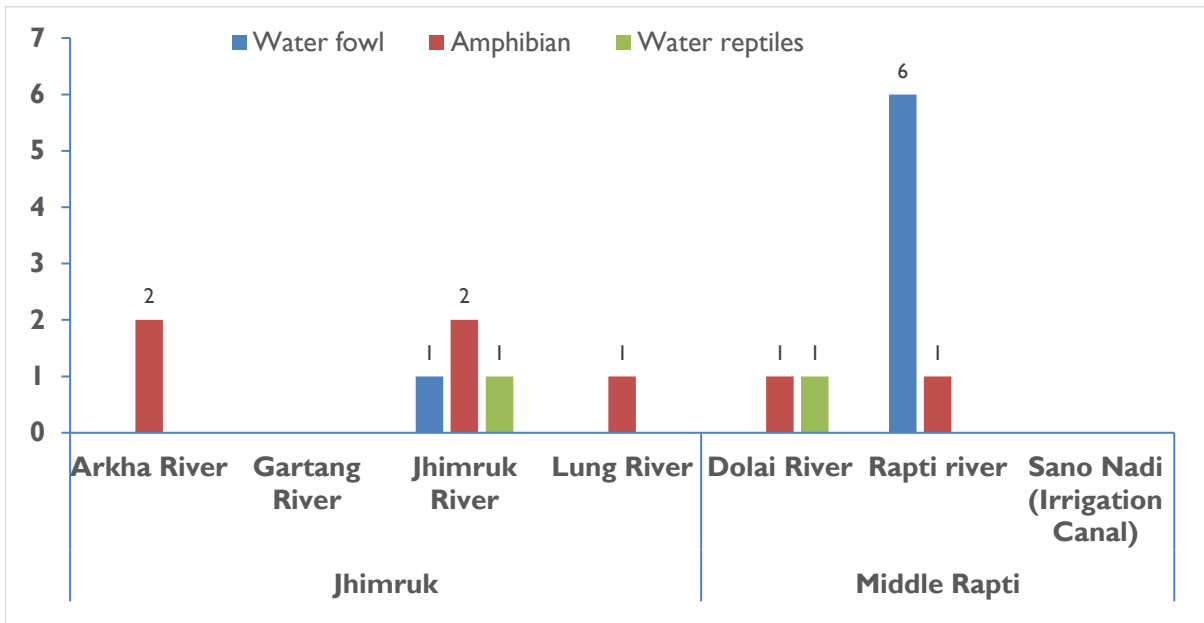 7
Water fowl Amphibian Water reptiles
6
6
5
4
3
2
2 2
1 1 1 1 1 1
1
0
Arkha River Gartang River Jhimruk River Lung River Dolai River Rapti river Sano Nadi (Irrigation Canal)
Jhimruk Middle Rapti